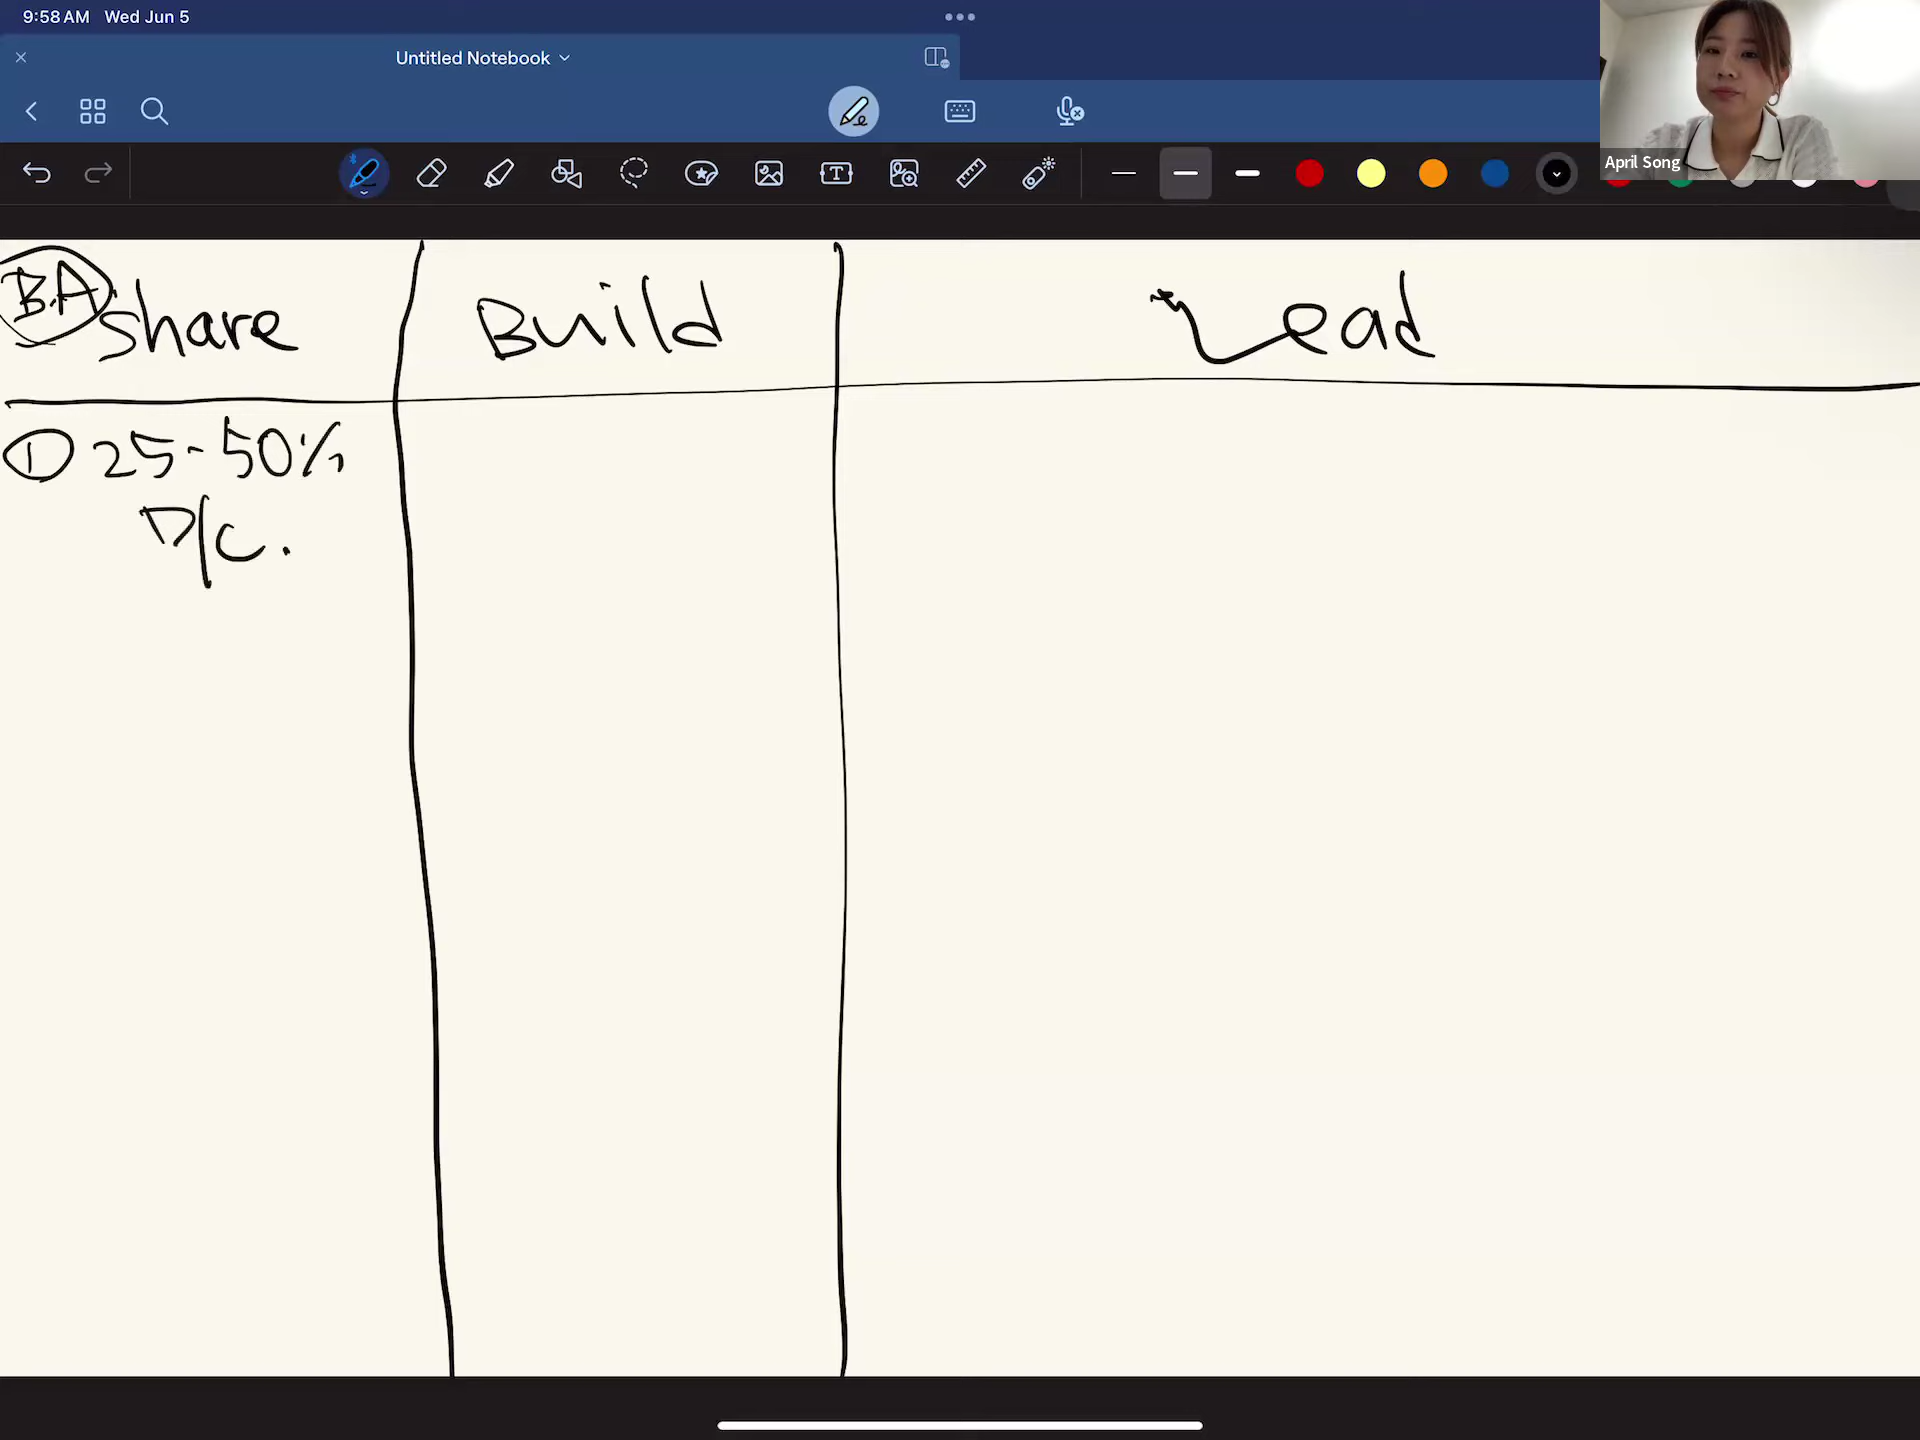 9:58 AM Wed Jun 5
Untitled Notebook
April Song
B.A share Build Lead
① 25-50%
D/C.